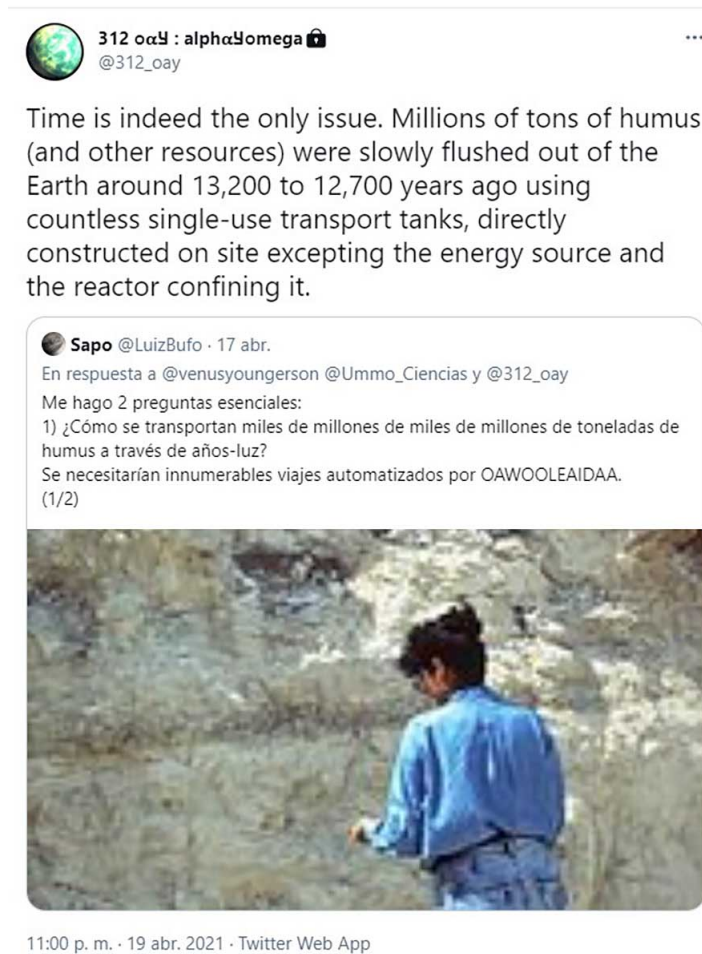 312 oαy : alphαyomega
@312_oay
Time is indeed the only issue. Millions of tons of humus
(and other resources) were slowly flushed out of the
Earth around 13,200 to 12,700 years ago using
countless single-use transport tanks, directly
constructed on site excepting the energy source and
the reactor confining it.
Sapo @LuizBufo · 17 abr.
En respuesta a @venusyoungerson @Ummo_Ciencias y @312_oay
Me hago 2 preguntas esenciales:
1) ¿Cómo se transportan miles de millones de miles de millones de toneladas de
humus a través de años-luz?
Se necesitarían innumerables viajes automatizados por OAWOOLEAIDAA.
(1/2)
11:00 p. m. · 19 abr. 2021 · Twitter Web App